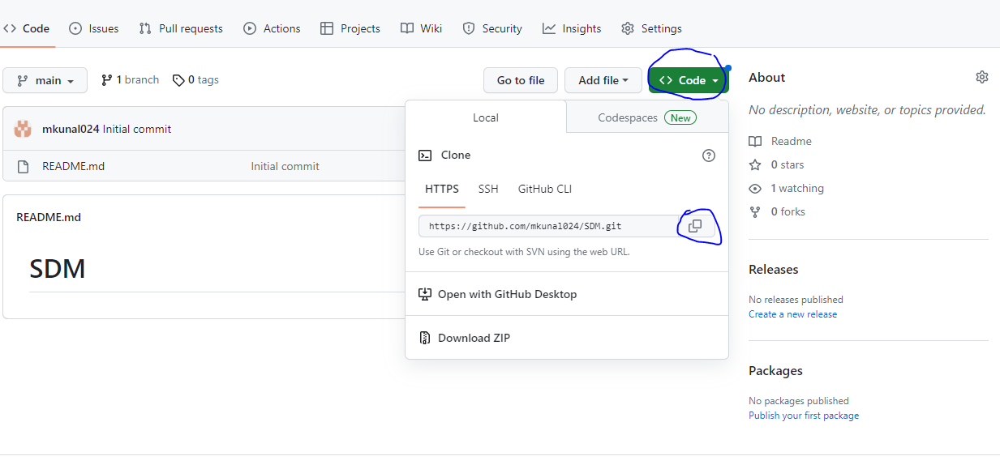 <> Code Issues Pull requests Actions Projects Wiki Security Insights Settings
main 1 branch 0 tags Go to file Add file <> Code
mkunal024 Initial commit
README.md Initial commit
README.md
SDM
Local Codespaces New
Clone
HTTPS SSH GitHub CLI
https://github.com/mkunal024/SDM.git
Use Git or checkout with SVN using the web URL.
Open with GitHub Desktop
Download ZIP
About
No description, website, or topics provided.
Readme
0 stars
1 watching
0 forks
Releases
No releases published
Create a new release
Packages
No packages published
Publish your first package